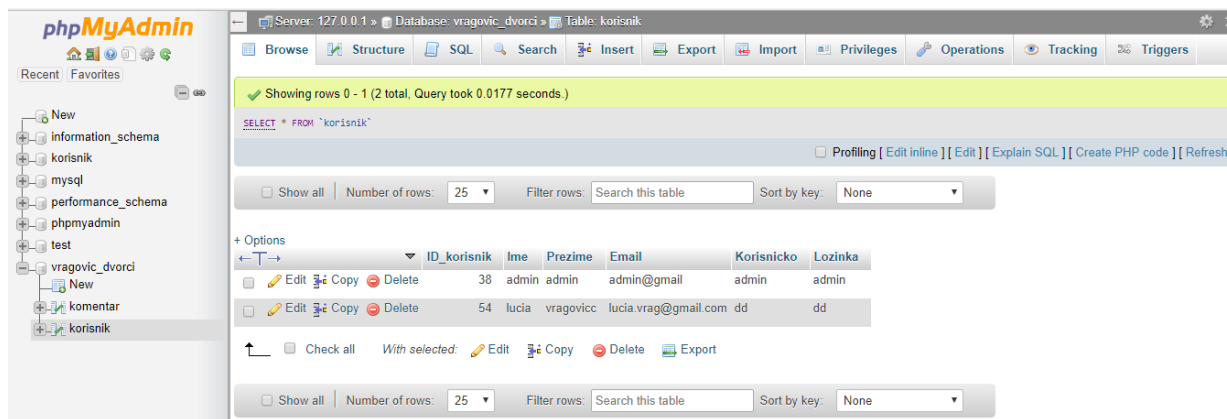 phpMyAdmin
Recent Favorites
New
information_schema
korisnik
mysql
performance_schema
phpmyadmin
test
vragovic_dvorci
New
komentar
korisnik
Server: 127.0.0.1 » Database: vragovic_dvorci » Table: korisnik
Browse Structure SQL Search Insert Export Import Privileges Operations Tracking Triggers
Showing rows 0 - 1 (2 total, Query took 0.0177 seconds.)
SELECT * FROM `korisnik`
Profiling [ Edit inline ] [ Edit ] [ Explain SQL ] [ Create PHP code ] [ Refresh
Show all Number of rows: 25 Filter rows: Search this table Sort by key: None
+ Options
←T→ ID_korisnik Ime Prezime Email Korisnicko Lozinka
Edit Copy Delete 38 admin admin admin@gmail admin admin
Edit Copy Delete 54 lucia vragovicc lucia.vrag@gmail.com dd dd
Check all With selected: Edit Copy Delete Export
Show all Number of rows: 25 Filter rows: Search this table Sort by key: None